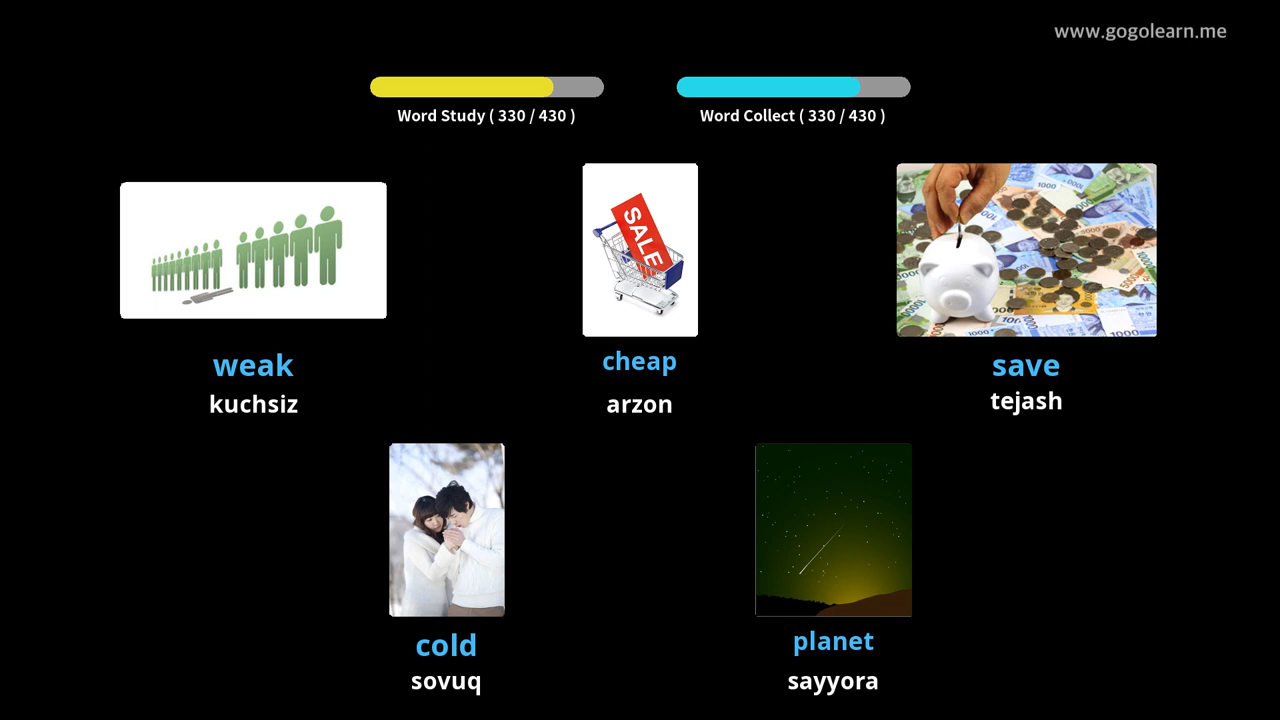 www.gogolearn.me
Word Study ( 330 / 430 )
Word Collect ( 330 / 430 )
SALE
weak
kuchsiz
cheap
arzon
save
tejash
cold
sovuq
planet
sayyora